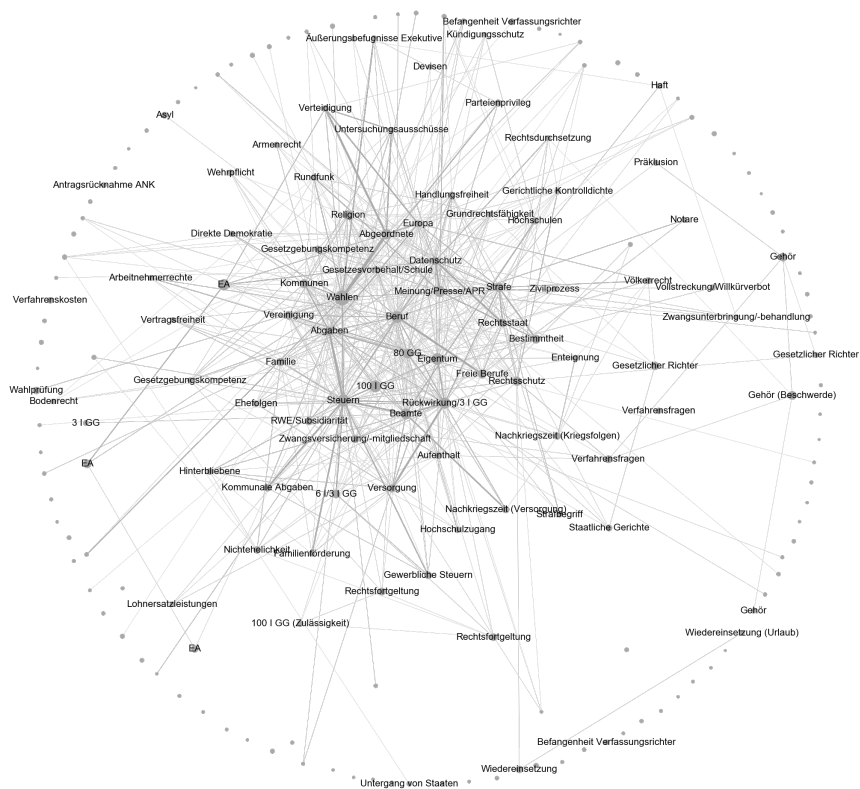 Befangenheit Verfassungsrichter
Kündigungsschutz
Äußerungsbefugnisse Exekutive
Devisen
Haft
Parteienprivileg
Verteidigung
Asyl
Untersuchungsausschüsse
Rechtsdurchsetzung
Armenrecht
Präklusion
Wehrpflicht
Rundfunk
Antragsrücknahme ANK
Gerichtliche Kontrolldichte
Handlungsfreiheit
Religion
Grundrechtsfähigkeit
Hochschulen
Notare
Europa
Direkte Demokratie
Abgeordnete
Gesetzgebungskompetenz
Gehör
Datenschutz
Gesetzesvorbehalt/Schule
Arbeitnehmerrechte
EA
Kommunen
Völkerrecht
Vollstreckung/Willkürverbot
Meinung/Presse/APR
Strafe
Zivilprozess
Wahlen
Verfahrenskosten
Vereinigung
Beruf
Zwangsunterbringung/-behandlung
Vertragsfreiheit
Rechtsstaat
Abgaben
Bestimmtheit
80 GG
Gesetzlicher Richter
Eigentum
Enteignung
Familie
Gesetzlicher Richter
Freie Berufe
Gesetzgebungskompetenz
Rechtsschutz
100 I GG
Wahlprüfung
Gehör (Beschwerde)
Bodenrecht
Steuern
Ehefolgen
Rückwirkung/3 I GG
Verfahrensfragen
Beamte
3 I GG
RWE/Subsidiarität
Nachkriegszeit (Kriegsfolgen)
Zwangsversicherung/-mitgliedschaft
Aufenthalt
Verfahrensfragen
EA
Hinterbliebene
Kommunale Abgaben
Versorgung
6 I/3 I GG
Nachkriegszeit (Versorgung)
Strafbegriff
Staatliche Gerichte
Hochschulzugang
Nichtehelichkeit
Familienförderung
Gewerbliche Steuern
Rechtsfortgeltung
Lohnersatzleistungen
Gehör
100 I GG (Zulässigkeit)
Wiedereinsetzung (Urlaub)
Rechtsfortgeltung
EA
Befangenheit Verfassungsrichter
Wiedereinsetzung
Untergang von Staaten